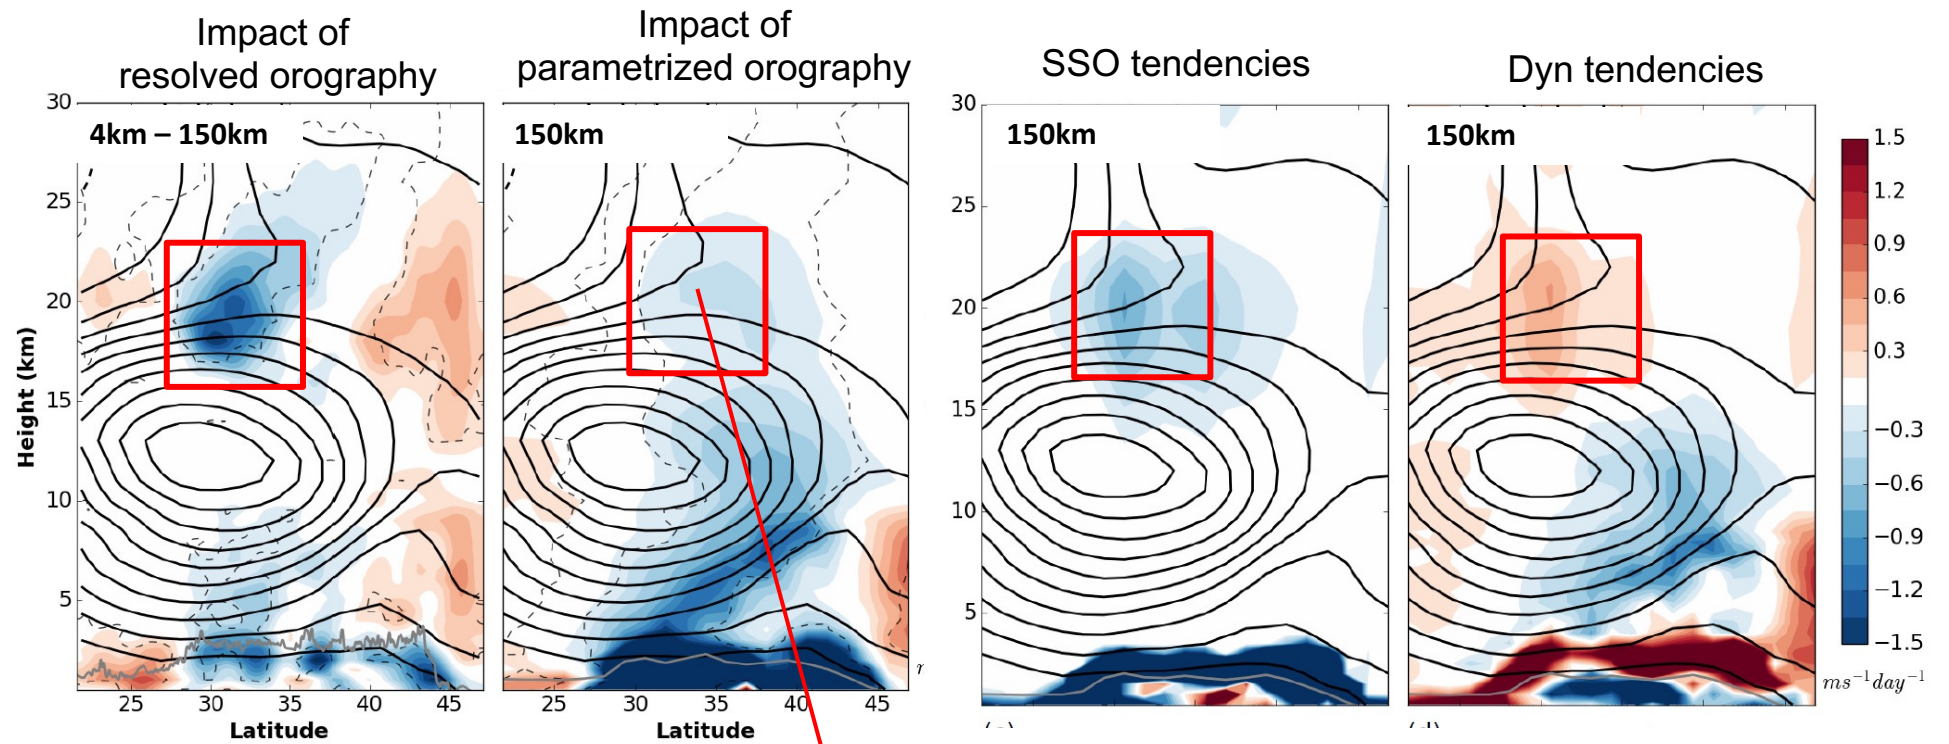 Impact of
resolved orography
Impact of
parametrized orography
SSO tendencies
Dyn tendencies
4km – 150km
150km
150km
150km
30
25
20
15
10
5
Height (km)
25
30
35
40
45
Latitude
25
30
35
40
45
Latitude
30
25
20
15
10
5
1.5
1.2
0.9
0.6
0.3
−0.3
−0.6
−0.9
−1.2
−1.5
ms⁻¹day⁻¹